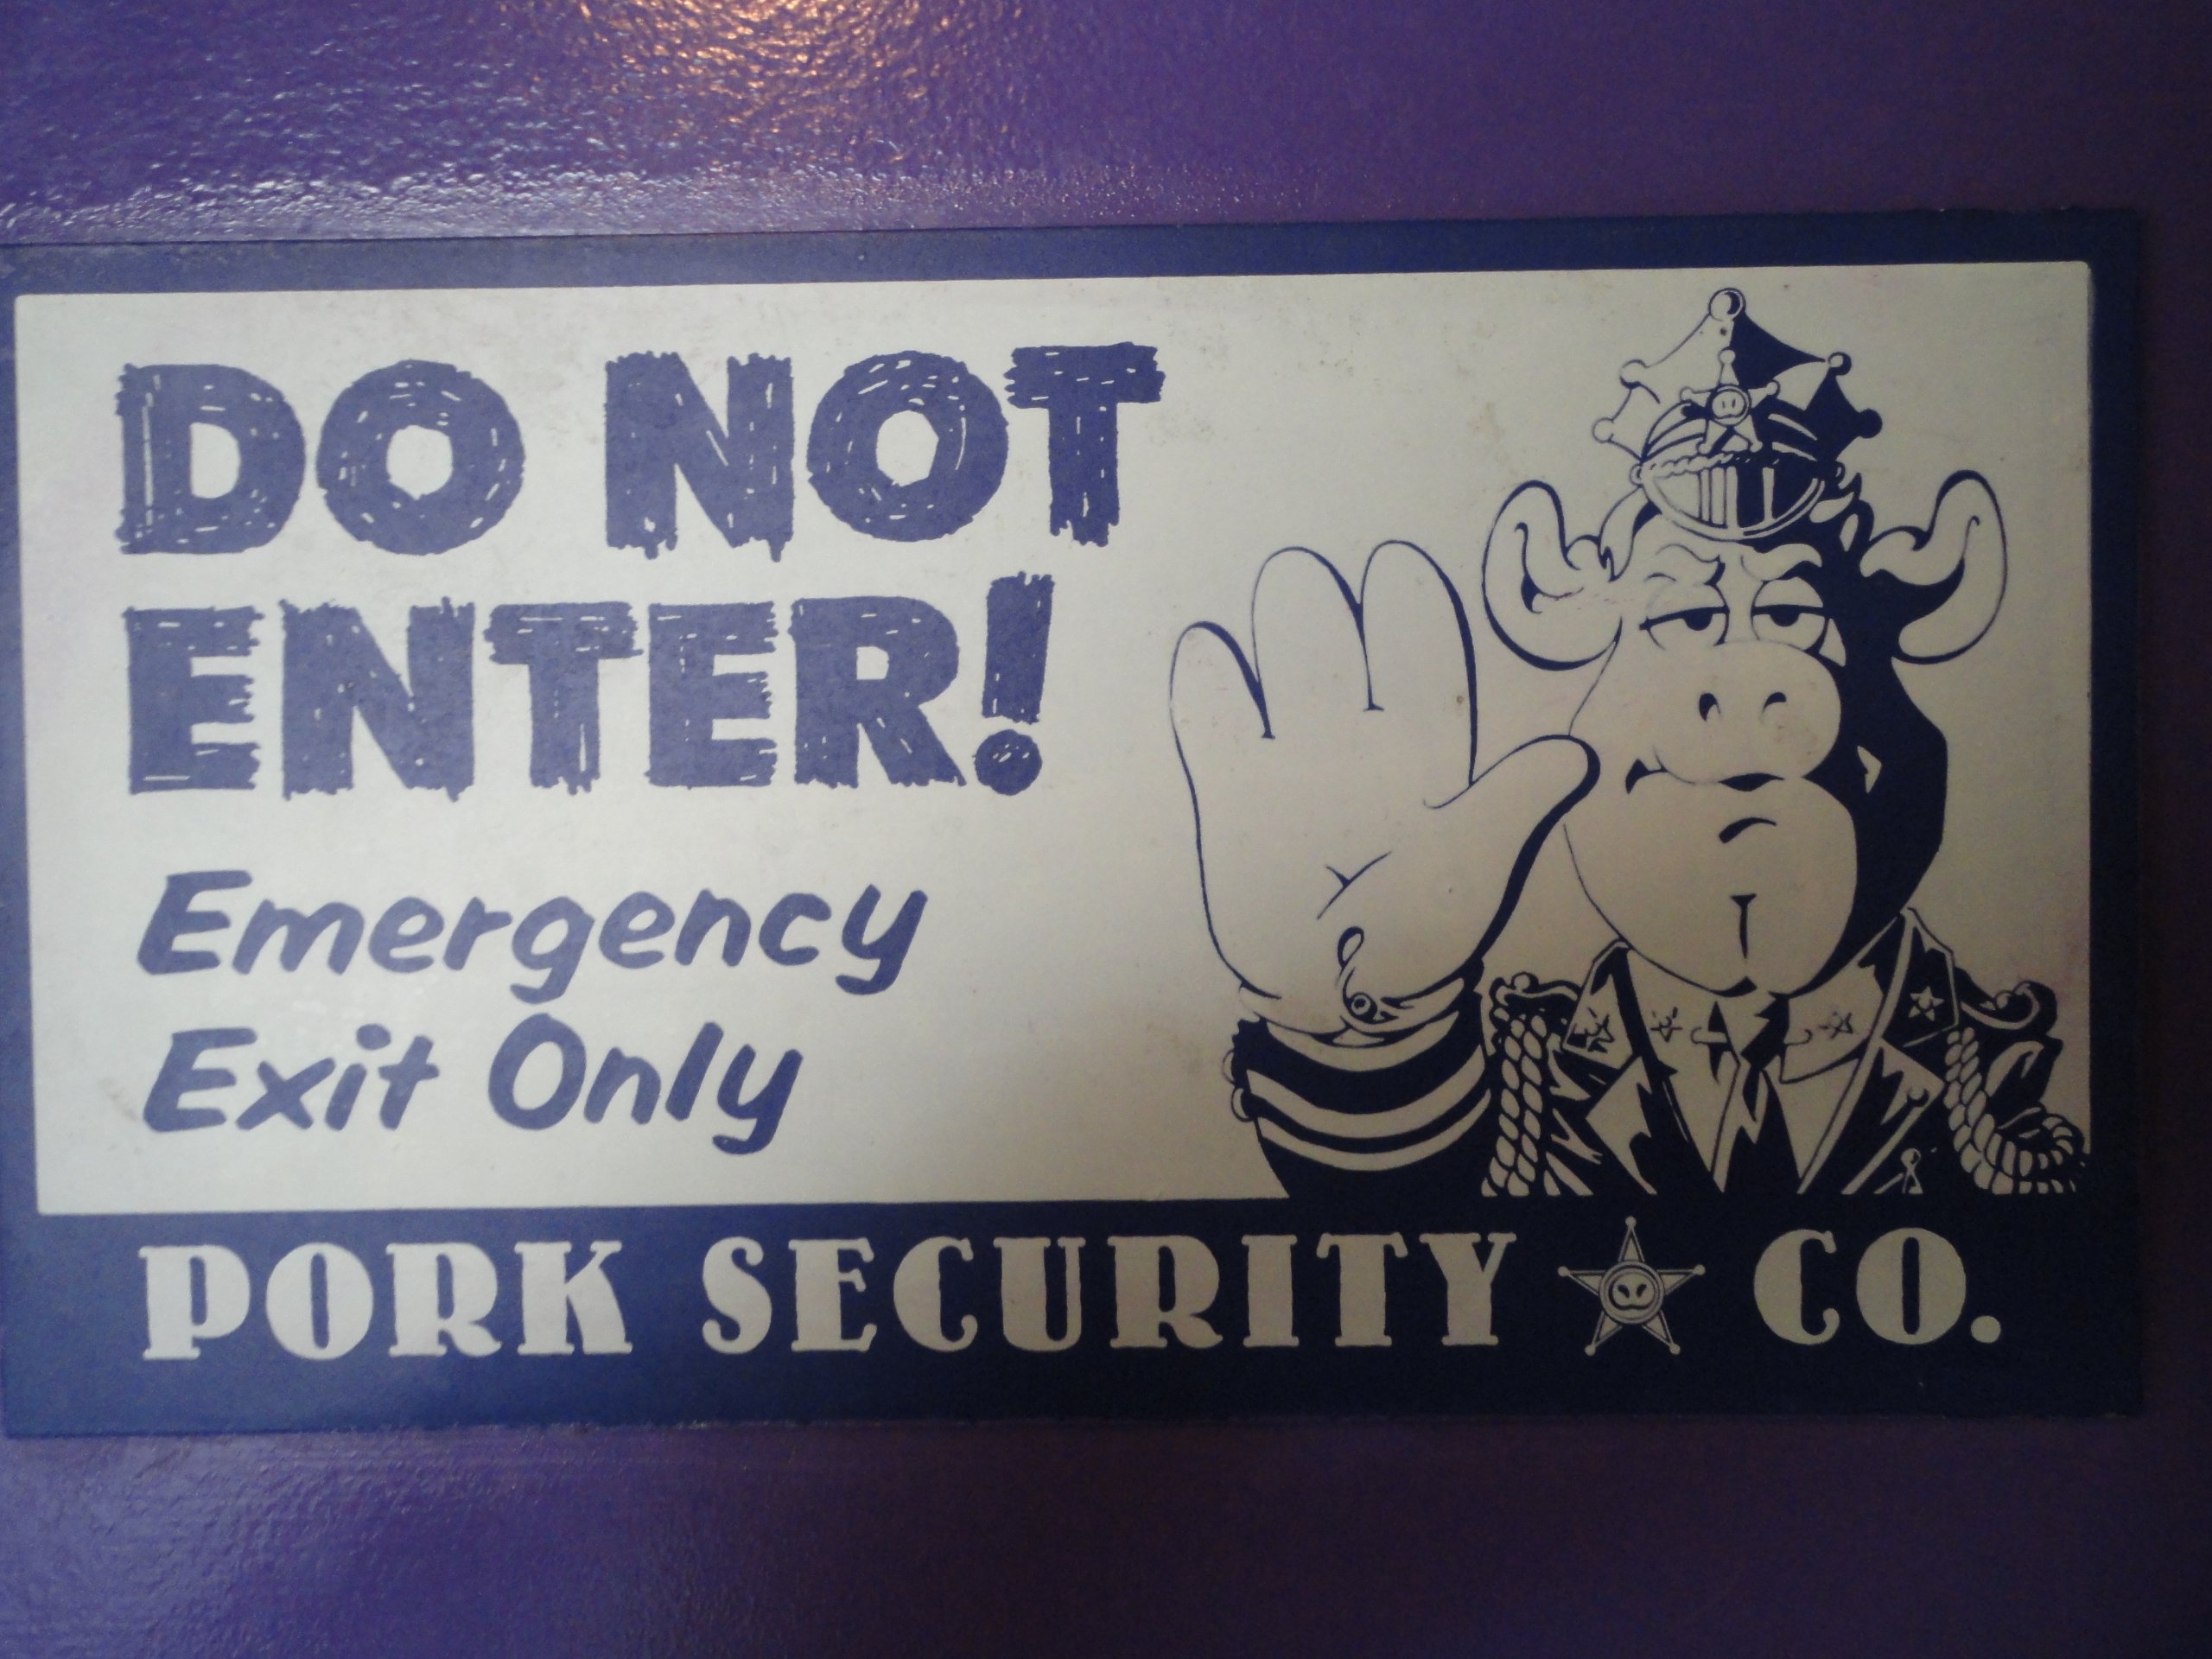 DO NOT
ENTER!
Emergency
Exit Only
PORK SECURITY CO.